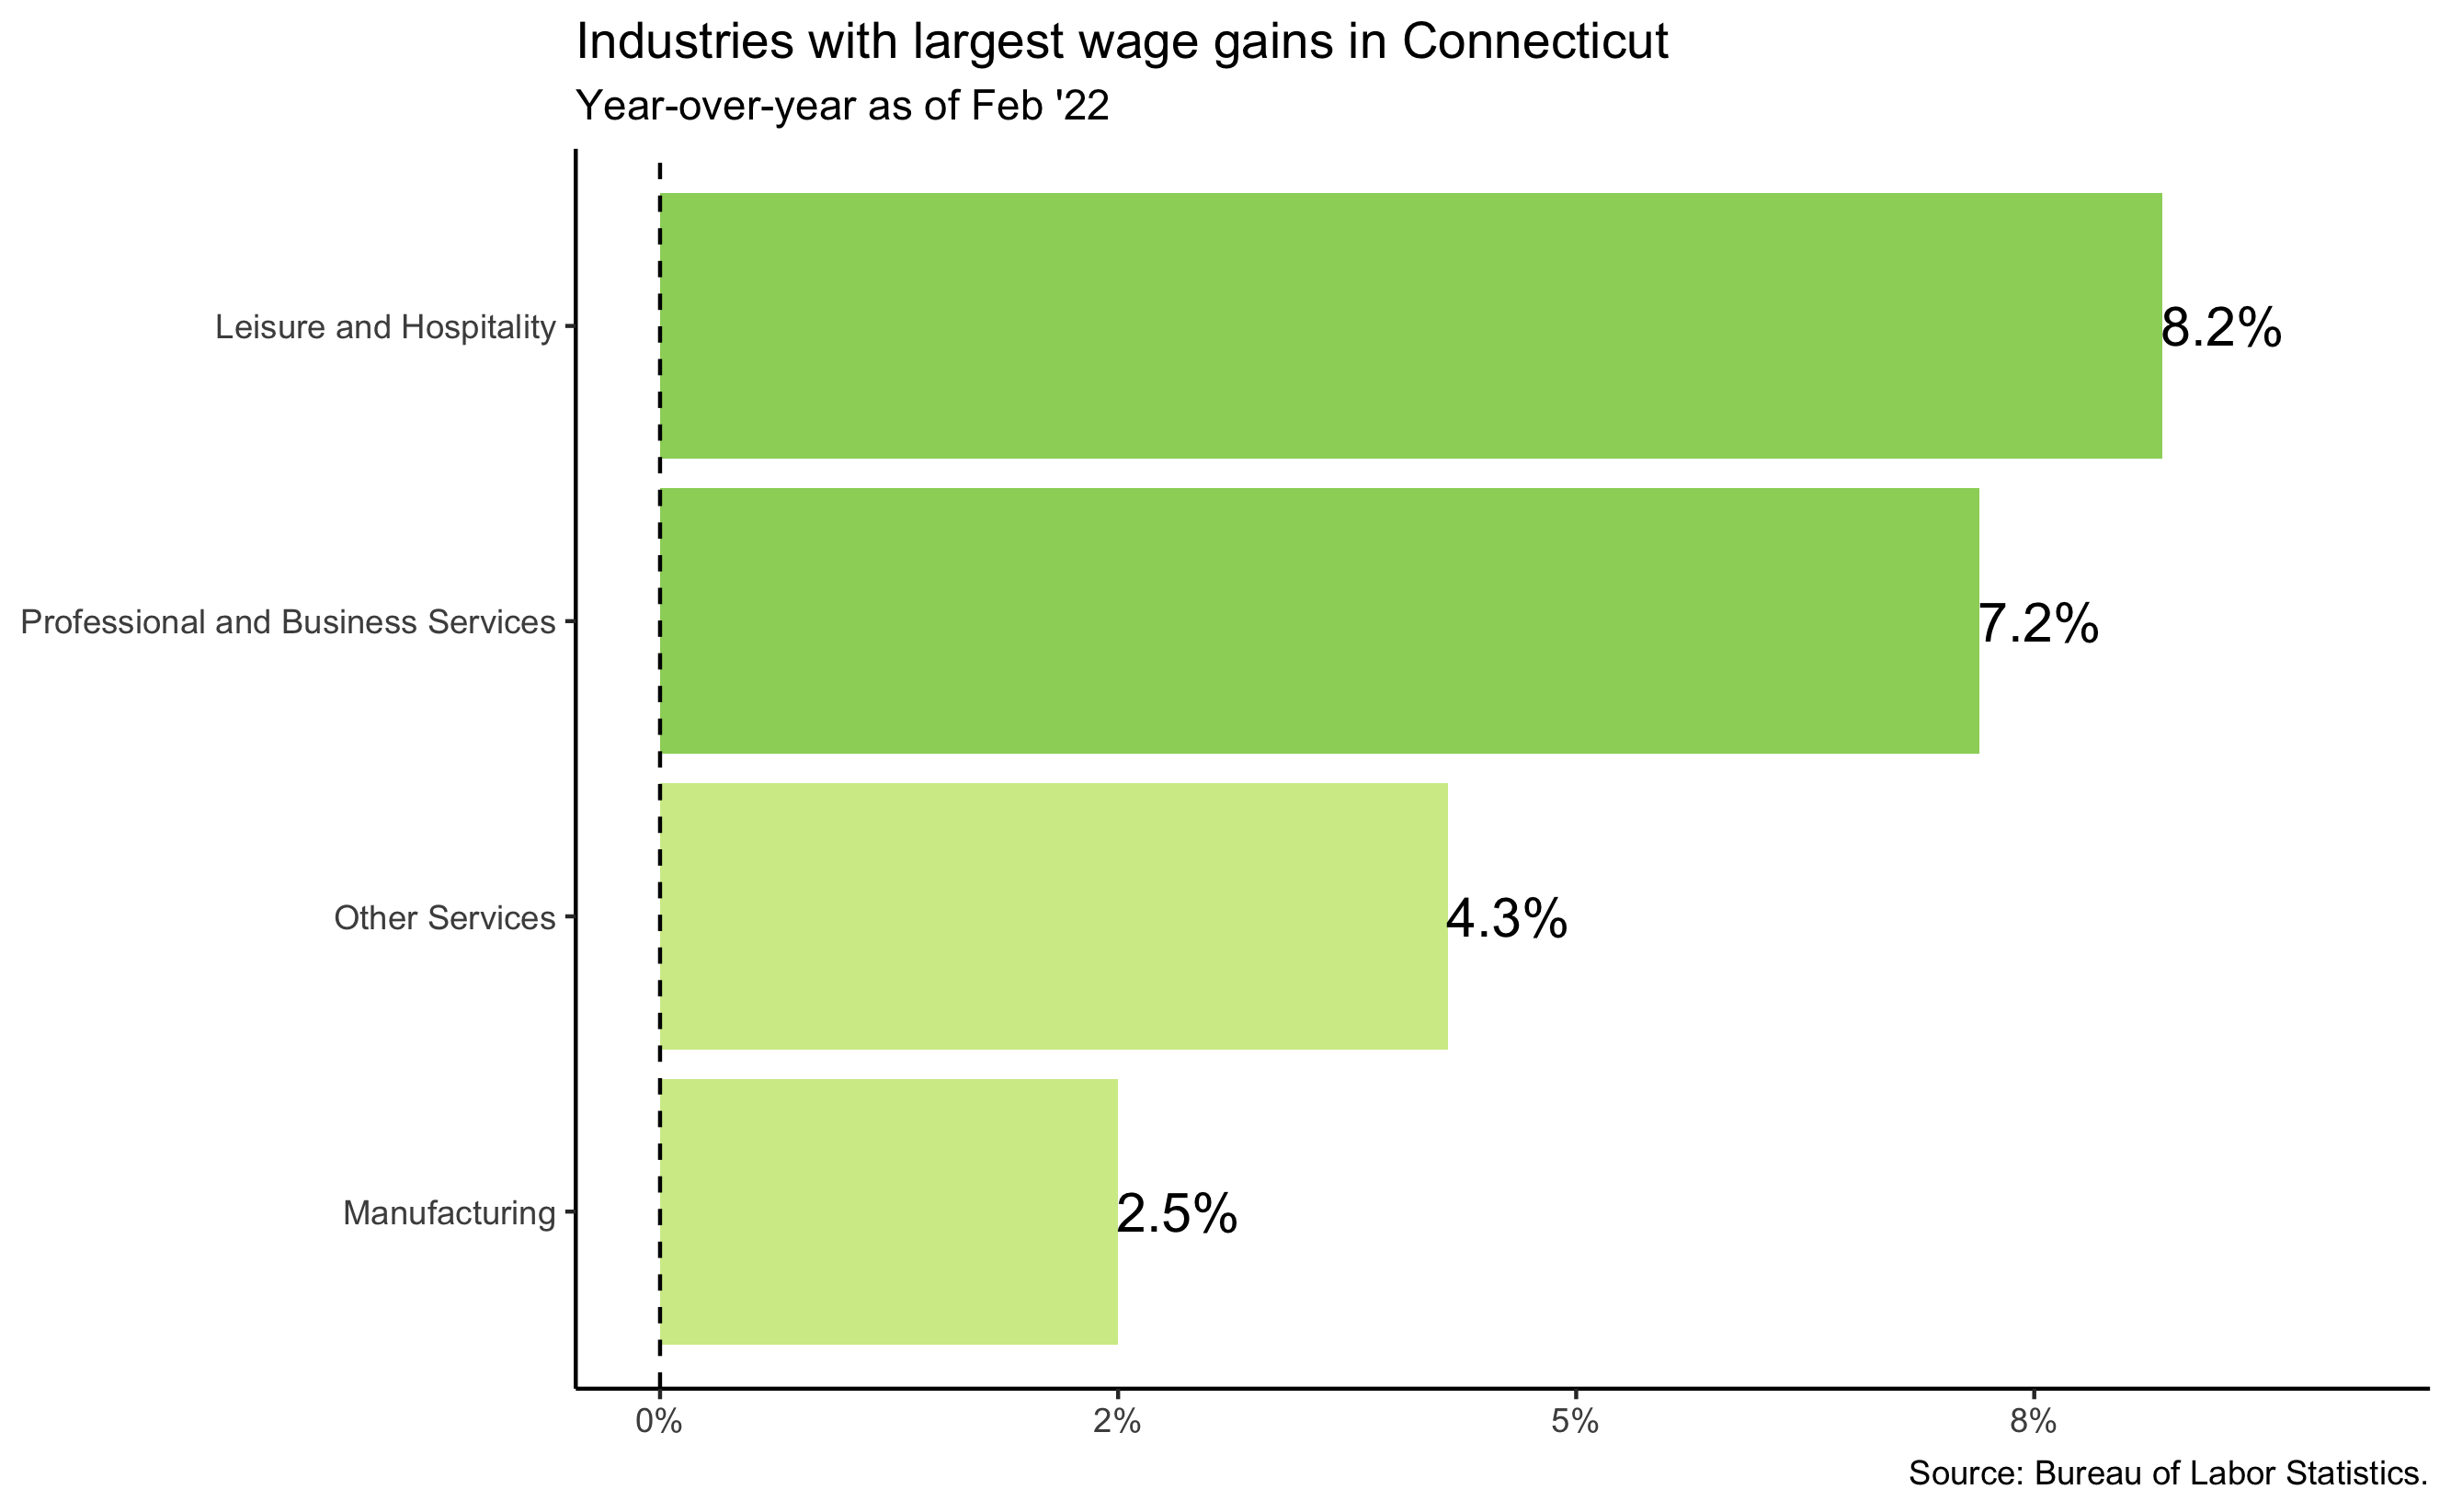 Industries with largest wage gains in Connecticut
Year-over-year as of Feb '22
Leisure and Hospitality
8.2%
Professional and Business Services
7.2%
Other Services
4.3%
Manufacturing
2.5%
0% 2% 5% 8%
Source: Bureau of Labor Statistics.